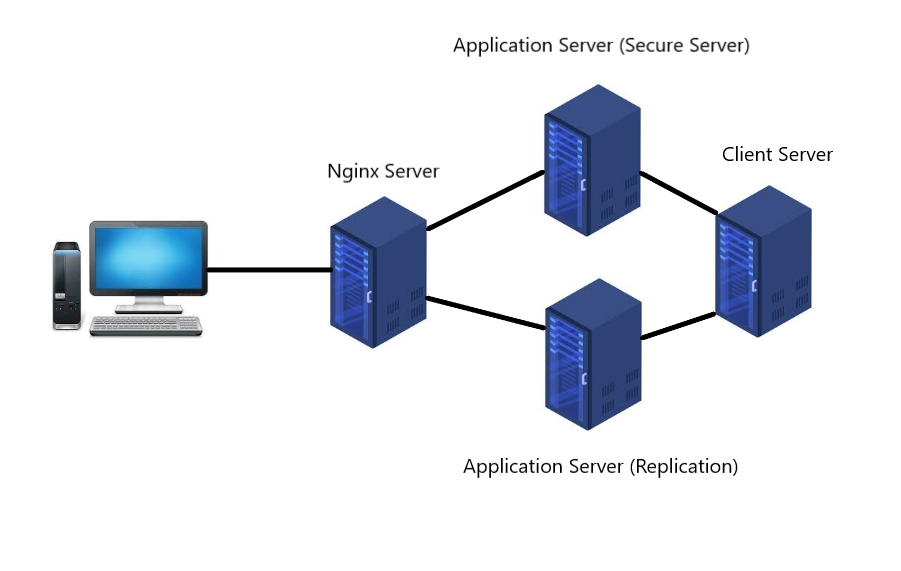 Application Server (Secure Server)
Client Server
Nginx Server
Application Server (Replication)